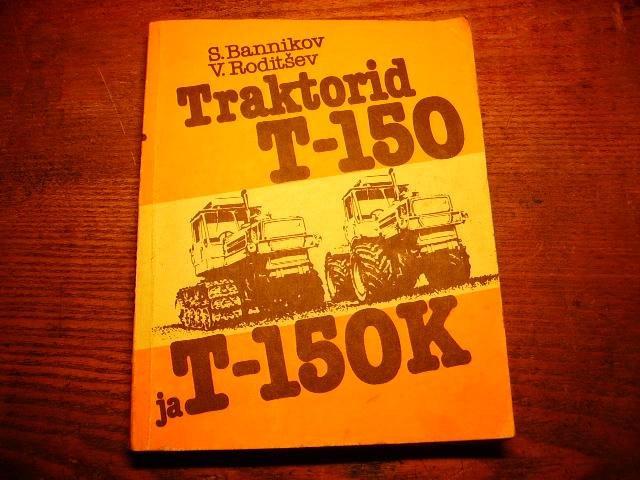 S. Bannikov
V. Roditšev
Traktorid
T-150
ja T-150K